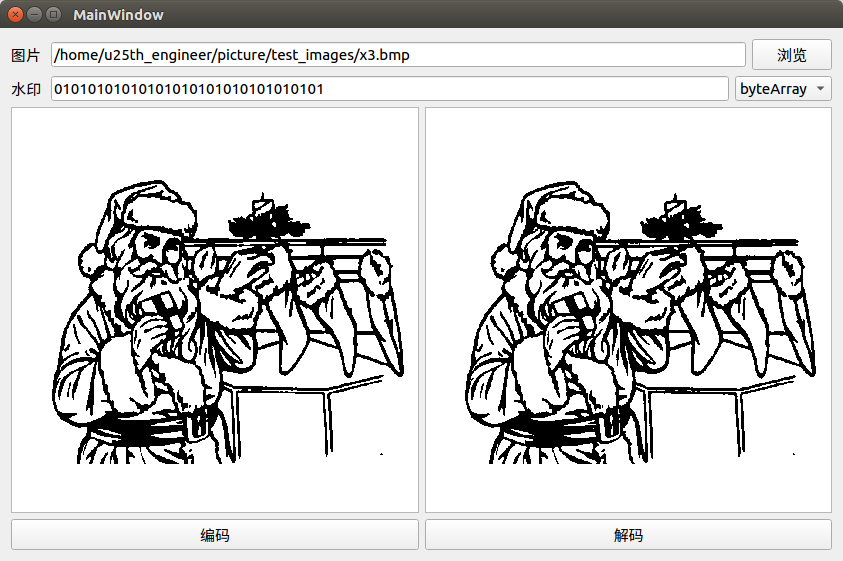 MainWindow
图片 /home/u25th_engineer/picture/test_images/x3.bmp 浏览
水印 01010101010101010101010101010101 byteArray
编码 解码